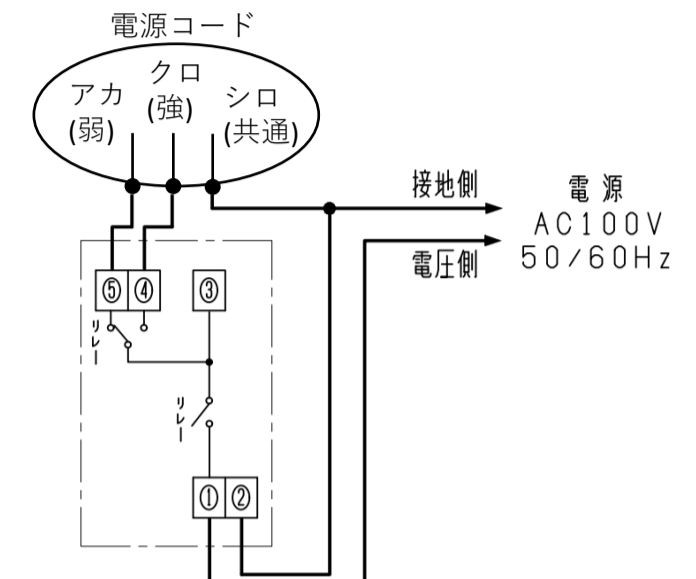 電源コード
アカ
(弱)
クロ
(強)
シロ
(共通)
接地側
電圧側
電源
AC100V
50/60Hz
⑤ ④ ③
リレー
リレー
① ②